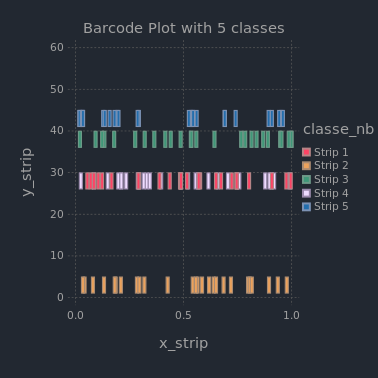 Barcode Plot with 5 classes
60
50
40
30
20
10
0
y_strip
0.0
0.5
1.0
x_strip
classe_nb
Strip 1
Strip 2
Strip 3
Strip 4
Strip 5